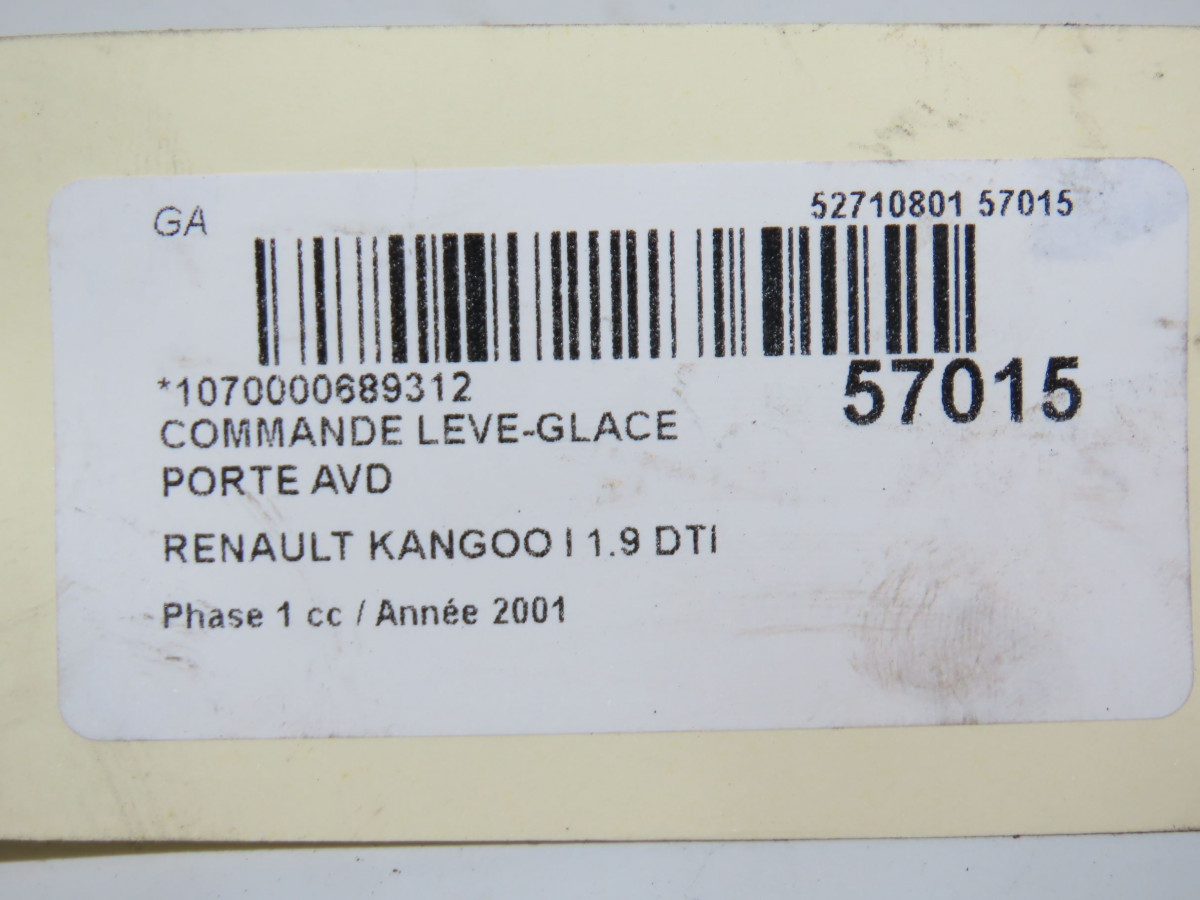 GA 52710801 57015
*1070000689312 57015
COMMANDE LEVE-GLACE
PORTE AVD
RENAULT KANGOO I 1.9 DTI
Phase 1 cc / Année 2001